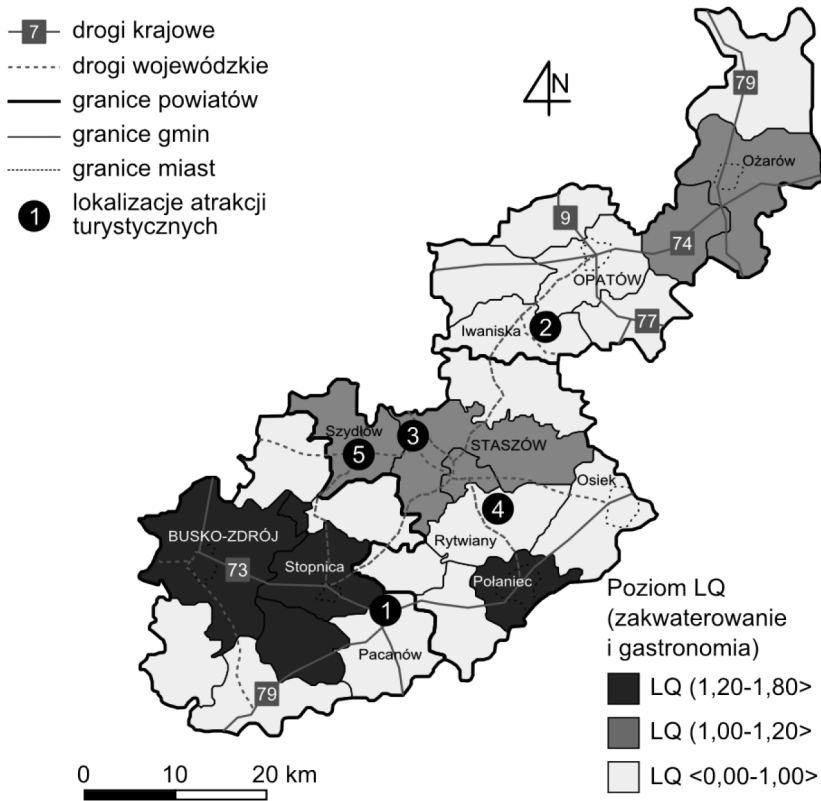 7 drogi krajowe
drogi wojewódzkie
granice powiatów
granice gmin
granice miast
1 lokalizacje atrakcji
turystycznych
N
79
Ożarów
9
74
OPATÓW
77
Iwaniska
2
Szydłów
3
5
STASZÓW
Osiek
4
BUSKO-ZDRÓJ
Rytwiany
73
Stopnica
Połaniec
1
Pacanów
79
Poziom LQ
(zakwaterowanie
i gastronomia)
LQ (1,20-1,80>
LQ (1,00-1,20>
LQ <0,00-1,00>
0 10 20 km